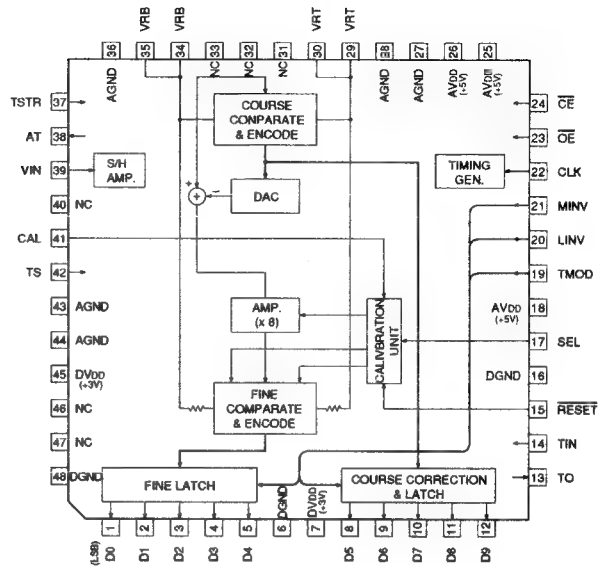 VRB
VRB
VRT
VRT
36
35
34
33
32
31
30
29
28
27
26
25
AGND
NC
NC
NC
AGND
AGND
AVDD
(+5V)
AVDD
(+5V)
TSTR 37
AT 38
VIN 39
40 NC
CAL 41
TS 42
43 AGND
44 AGND
45 DVDD
(+3V)
46 NC
47 NC
48 DGND
24 CE
23 OE
22 CLK
21 MINV
20 LINV
19 TMOD
AVDD 18
(+5V)
17 SEL
DGND 16
15 RESET
14 TIN
13 TO
COURSE
CONPARATE
& ENCODE
S/H
AMP.
TIMING
GEN.
+
−
+
DAC
AMP.
(x 8)
CALIVBRATION
UNIT
FINE
COMPARATE
& ENCODE
FINE LATCH
DGND
DVDD
(+3V)
COURSE CORRECTION
& LATCH
1
2
3
4
5
6
7
8
9
10
11
12
(LSB)
D0
D1
D2
D3
D4
D5
D6
D7
D8
D9